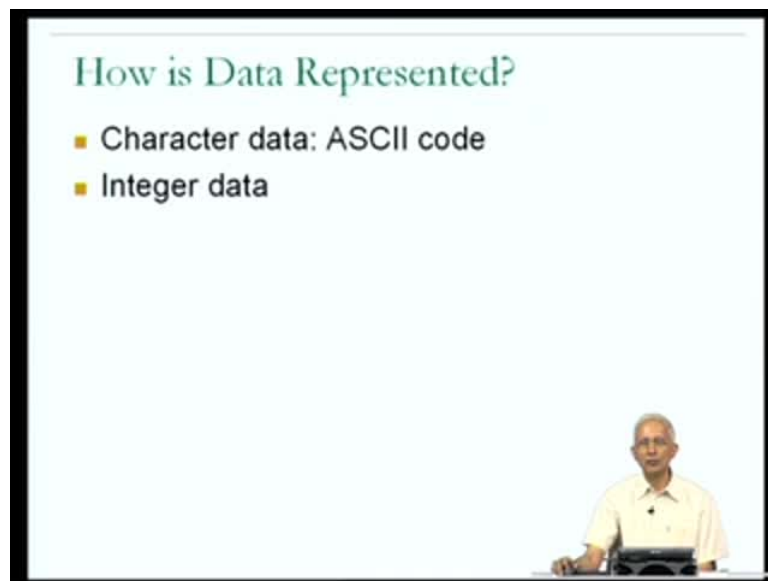 How is Data Represented?
Character data: ASCII code
Integer data